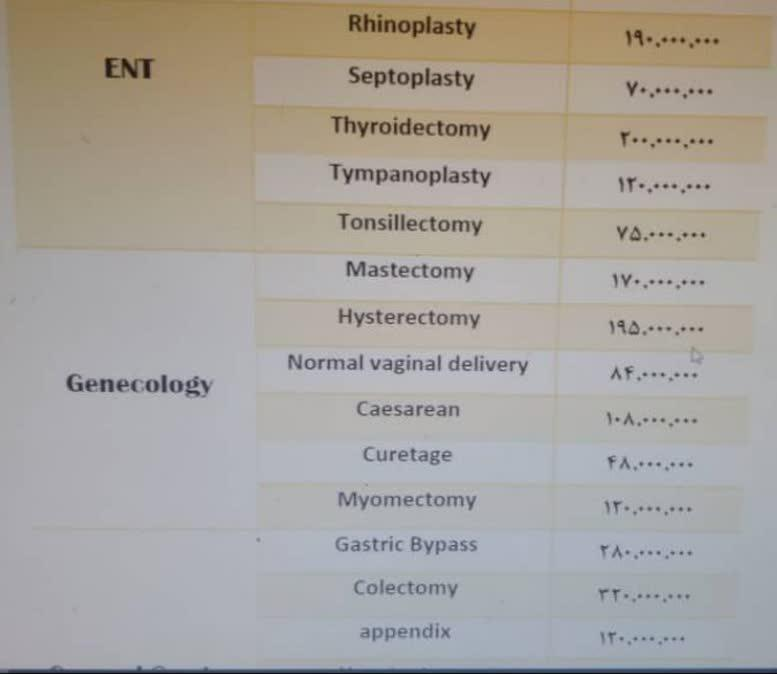 ENT
Rhinoplasty ۱۹۰,۰۰۰,۰۰۰
Septoplasty ۷۰,۰۰۰,۰۰۰
Thyroidectomy ۲۰۰,۰۰۰,۰۰۰
Tympanoplasty ۱۲۰,۰۰۰,۰۰۰
Tonsillectomy ۷۵,۰۰۰,۰۰۰
Genecology
Mastectomy ۱۷۰,۰۰۰,۰۰۰
Hysterectomy ۱۹۵,۰۰۰,۰۰۰
Normal vaginal delivery ۸۴,۰۰۰,۰۰۰
Caesarean ۱۰۸,۰۰۰,۰۰۰
Curetage ۴۸,۰۰۰,۰۰۰
Myomectomy ۱۲۰,۰۰۰,۰۰۰
Gastric Bypass ۲۸۰,۰۰۰,۰۰۰
Colectomy ۳۲۰,۰۰۰,۰۰۰
appendix ۱۲۰,۰۰۰,۰۰۰